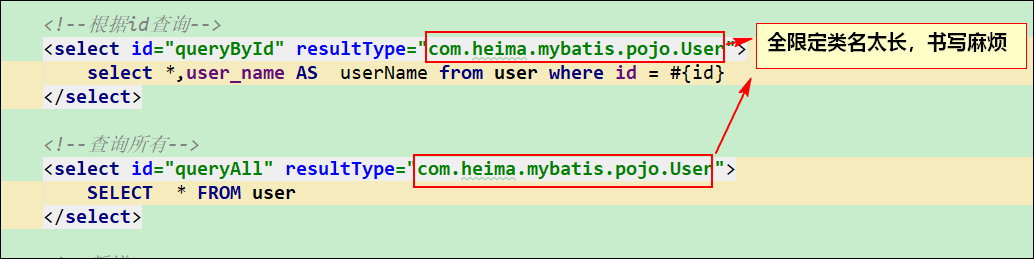 <!--根据id查询-->
<select id="queryById" resultType="com.heima.mybatis.pojo.User">
全限定类名太长，书写麻烦
select *,user_name AS  userName from user where id = #{id}
</select>
<!--查询所有-->
<select id="queryAll" resultType="com.heima.mybatis.pojo.User">
SELECT  * FROM user
</select>